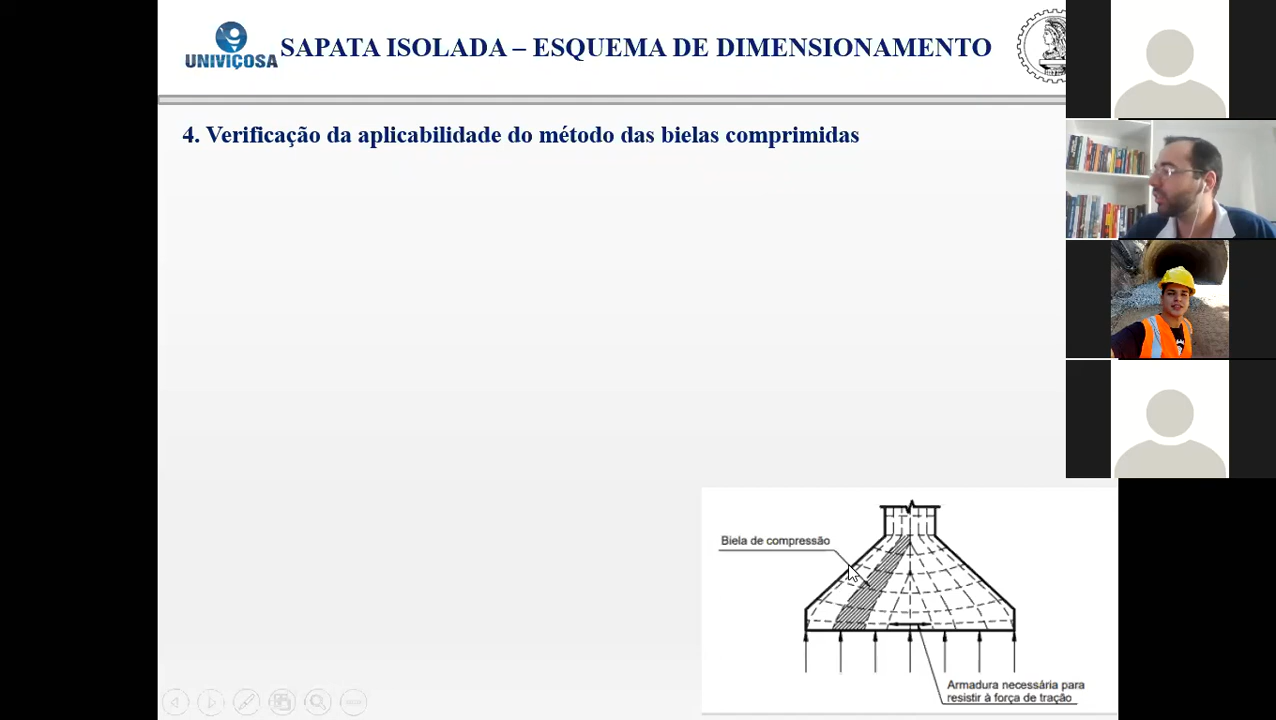 UNIVIÇOSA
SAPATA ISOLADA – ESQUEMA DE DIMENSIONAMENTO
4. Verificação da aplicabilidade do método das bielas comprimidas
Biela de compressão
Armadura necessária para
resistir à força de tração